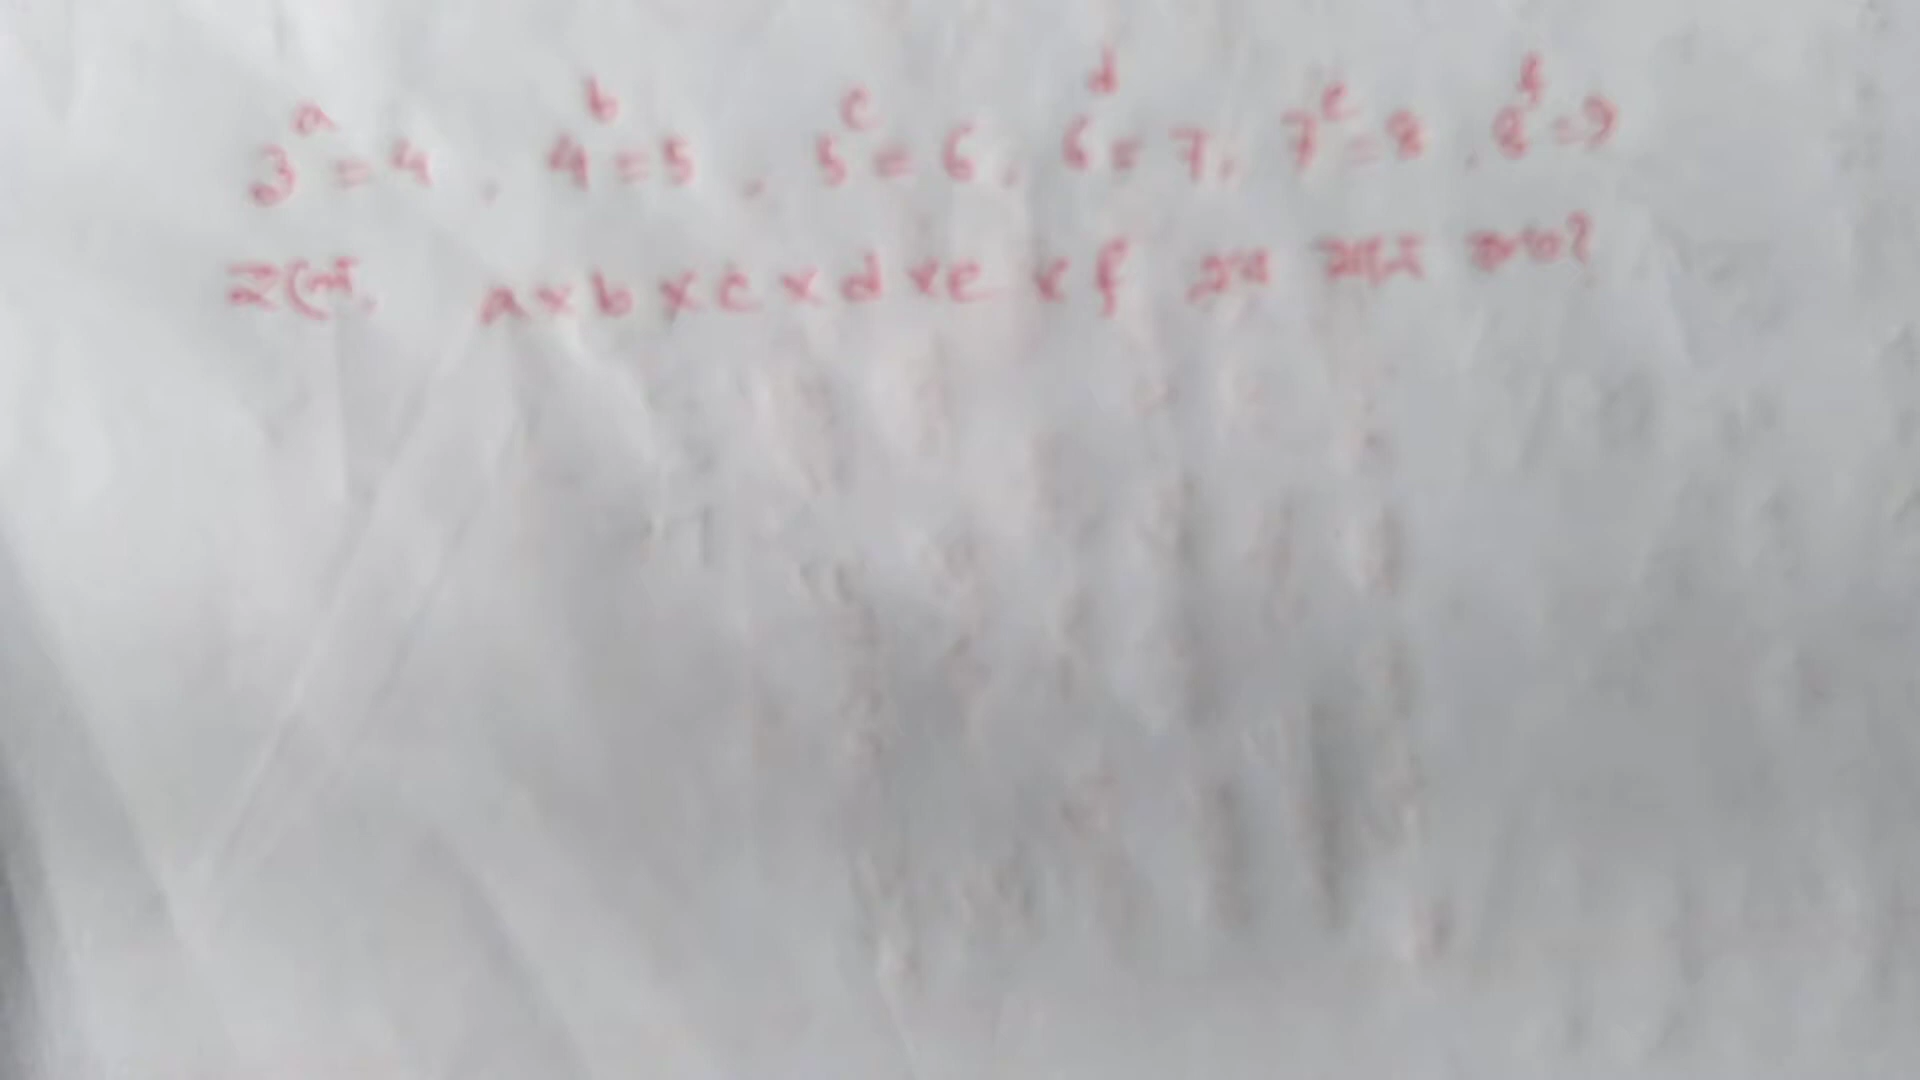 3^a = 4, 4^b = 5, 5^c = 6, 6^d = 7, 7^e = 8, 8^f = 9
হলে, a x b x c x d x e x f এর মান কত?